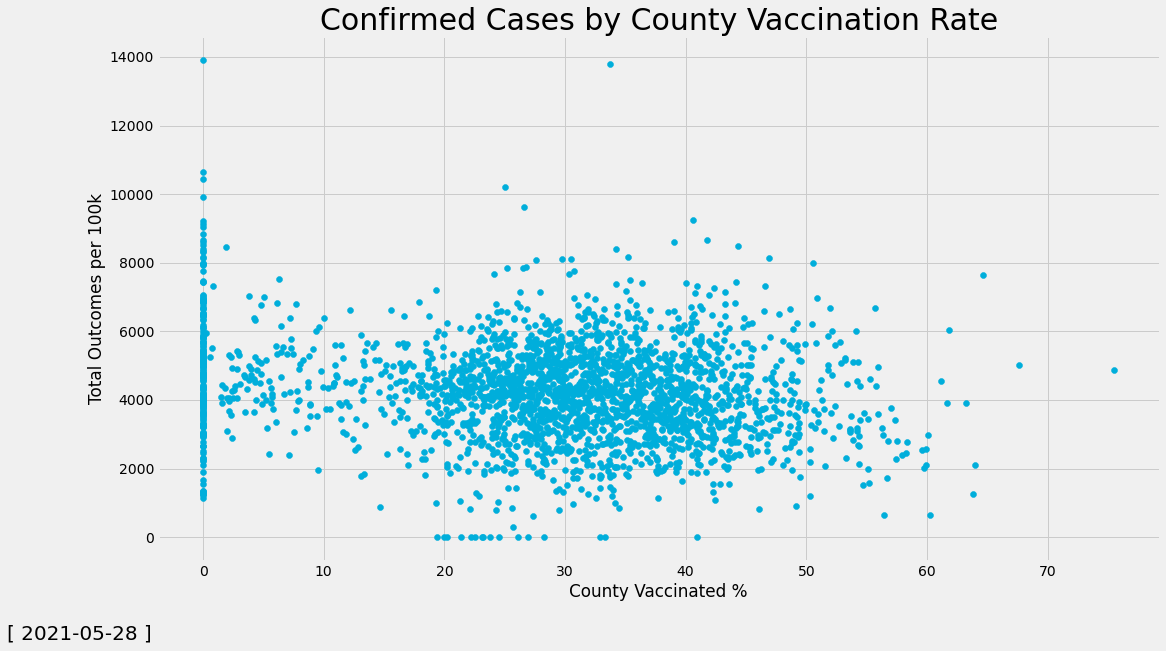 Confirmed Cases by County Vaccination Rate
14000
12000
10000
8000
6000
4000
2000
0
Total Outcomes per 100k
0 10 20 30 40 50 60 70
County Vaccinated %
[ 2021-05-28 ]